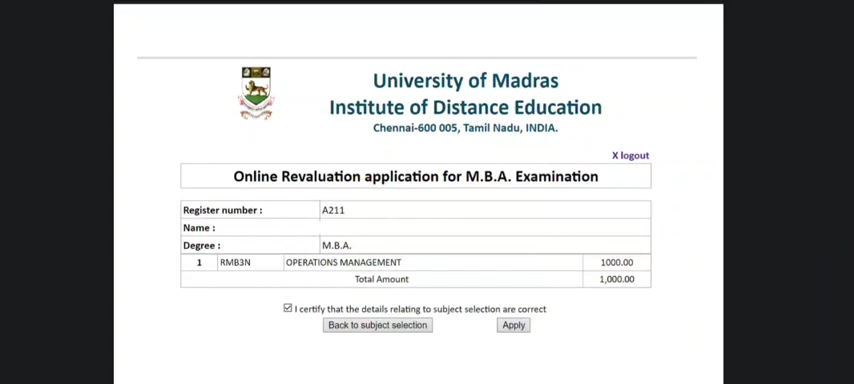 University of Madras
Institute of Distance Education
Chennai-600 005, Tamil Nadu, INDIA.
X logout
Online Revaluation application for M.B.A. Examination
Register number : A211
Name :
Degree : M.B.A.
1 RMB3N OPERATIONS MANAGEMENT 1000.00
Total Amount 1,000.00
I certify that the details relating to subject selection are correct
Back to subject selection Apply